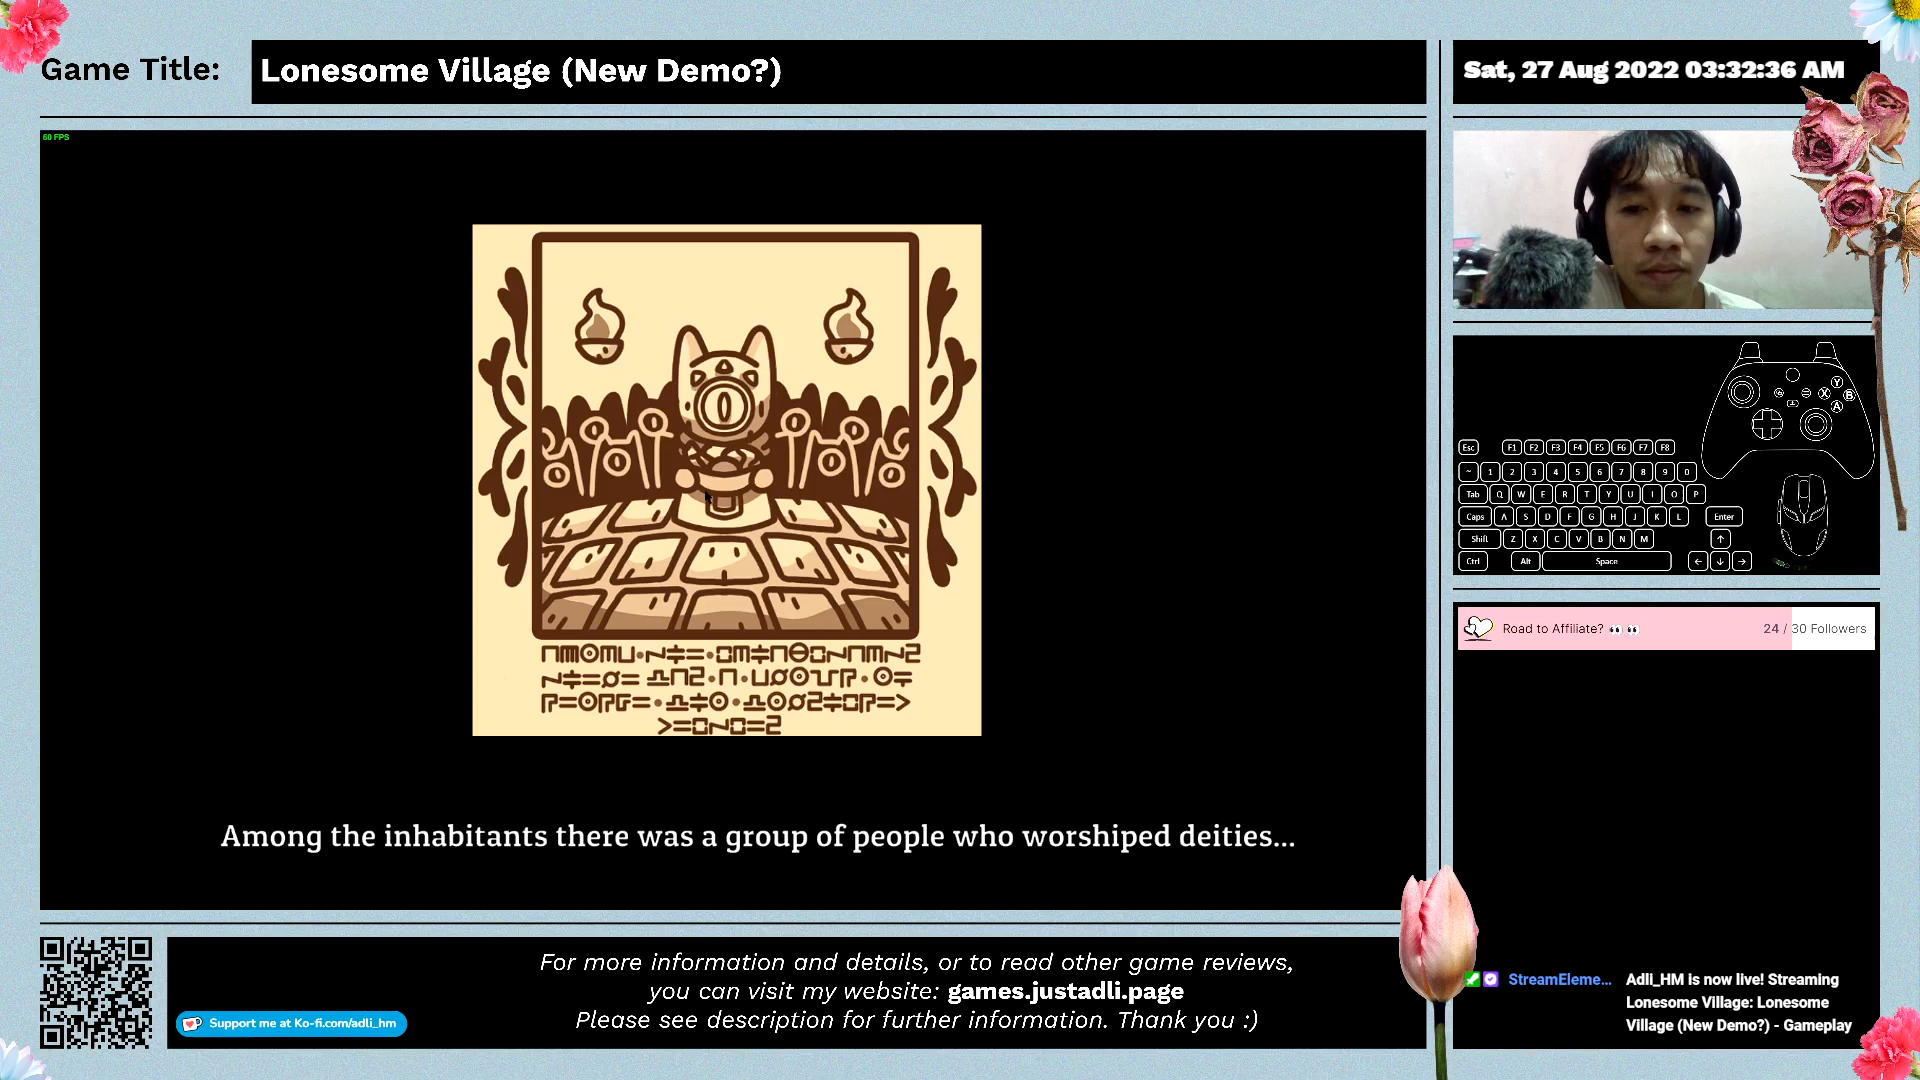 Game Title:
Lonesome Village (New Demo?)
Sat, 27 Aug 2022 03:32:36 AM
60 FPS
Among the inhabitants there was a group of people who worshiped deities...
Esc F1 F2 F3 F4 F5 F6 F7 F8
~ 1 2 3 4 5 6 7 8 9 0
Tab Q W E R T Y U I O P
Caps A S D F G H J K L Enter
Shift Z X C V B N M ↑
Ctrl Alt Space ← ↓ →
Y
X B
A
Road to Affiliate? 👀 👀 24 / 30 Followers
StreamEleme... Adli_HM is now live! Streaming
Lonesome Village: Lonesome
Village (New Demo?) - Gameplay
For more information and details, or to read other game reviews,
you can visit my website: games.justadli.page
Please see description for further information. Thank you :)
Support me at Ko-fi.com/adli_hm